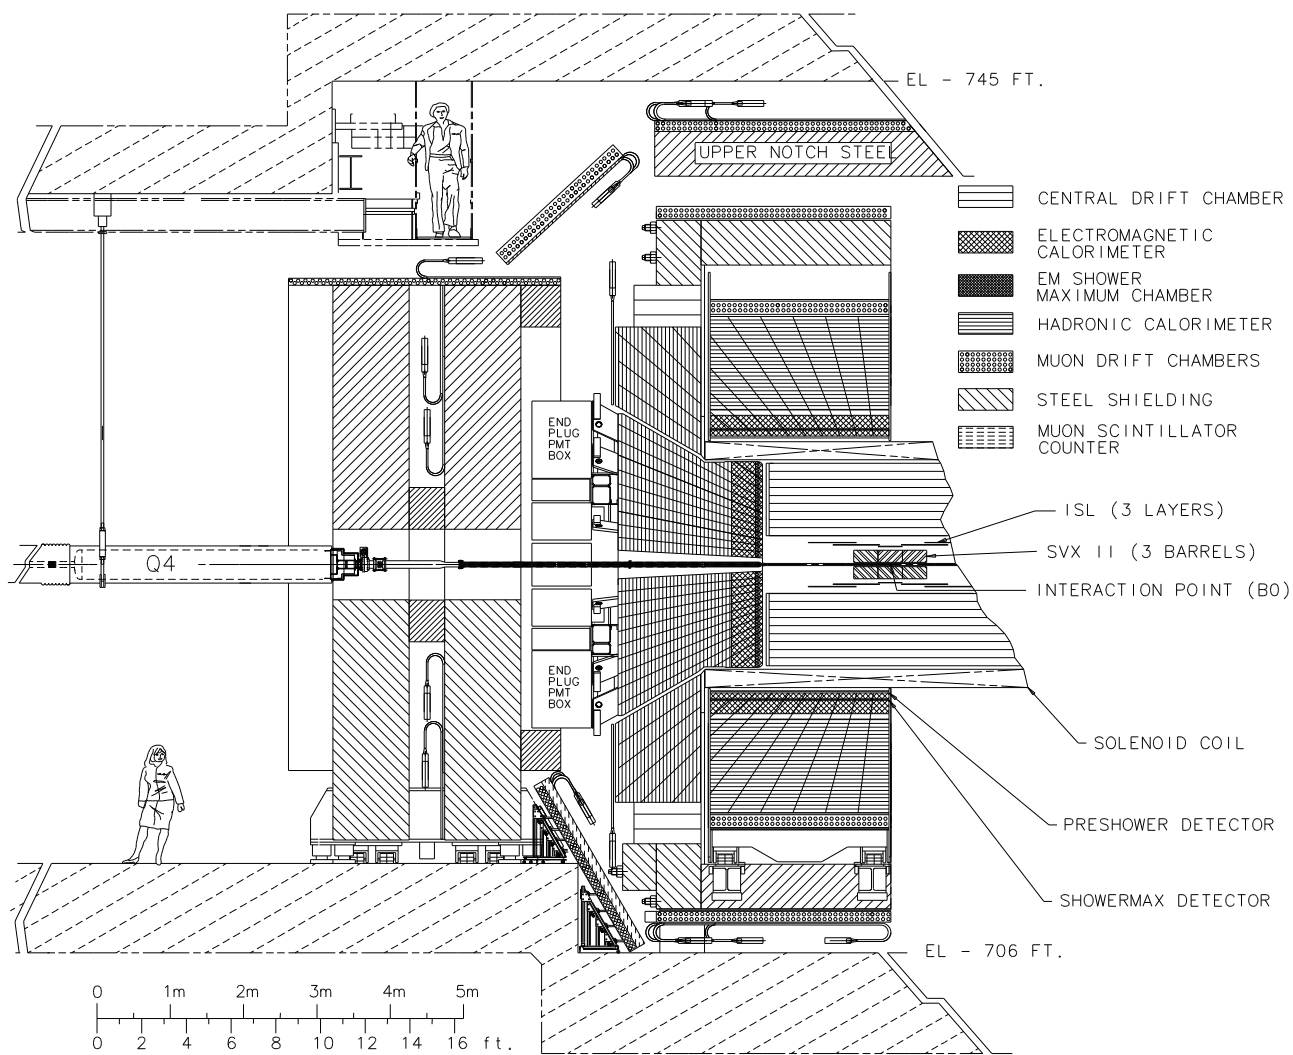 EL - 745 FT.
UPPER NOTCH STEEL
CENTRAL DRIFT CHAMBER
ELECTROMAGNETIC
CALORIMETER
EM SHOWER
MAXIMUM CHAMBER
HADRONIC CALORIMETER
MUON DRIFT CHAMBERS
STEEL SHIELDING
MUON SCINTILLATOR
COUNTER
END
PLUG
PMT
BOX
ISL (3 LAYERS)
SVX II (3 BARRELS)
Q4
INTERACTION POINT (B0)
END
PLUG
PMT
BOX
SOLENOID COIL
PRESHOWER DETECTOR
SHOWERMAX DETECTOR
EL - 706 FT.
0 1m 2m 3m 4m 5m
0 2 4 6 8 10 12 14 16 ft.